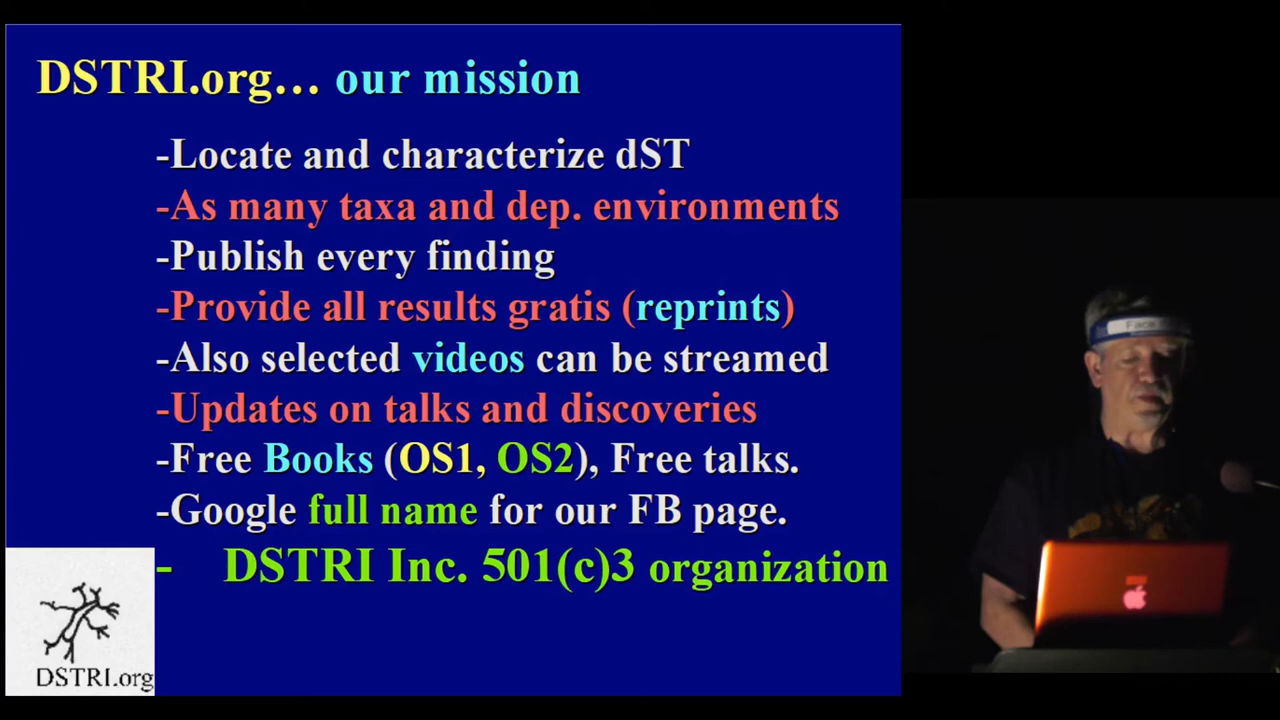 DSTRI.org… our mission
-Locate and characterize dST
-As many taxa and dep. environments
-Publish every finding
-Provide all results gratis (reprints)
-Also selected videos can be streamed
-Updates on talks and discoveries
-Free Books (OS1, OS2), Free talks.
-Google full name for our FB page.
- DSTRI Inc. 501(c)3 organization
DSTRI.org
Face